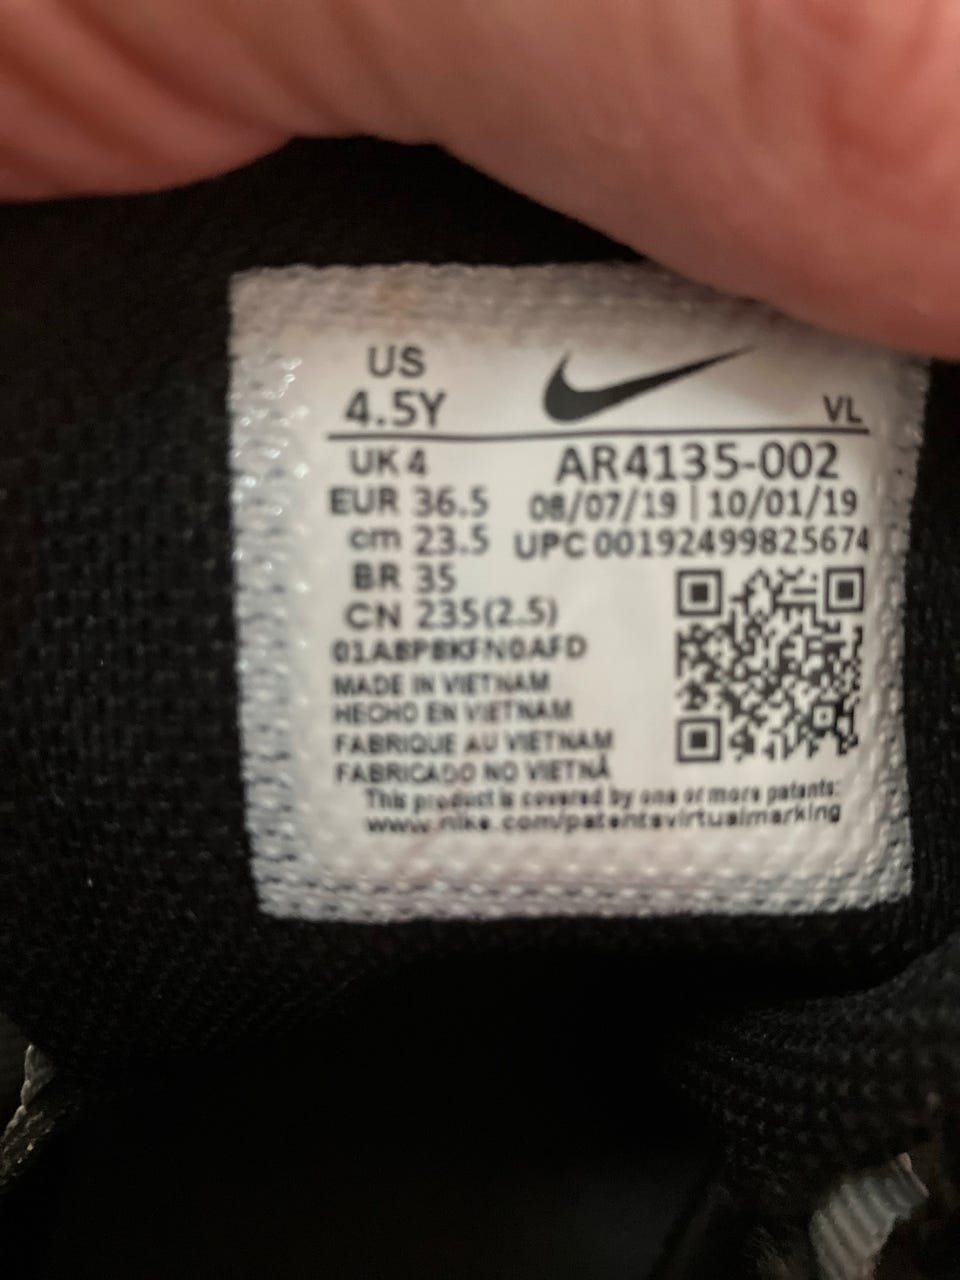 US
4.5Y
VL
UK 4
EUR 36.5
cm 23.5
BR 35
CN 235(2.5)
AR4135-002
08/07/19 | 10/01/19
UPC 00192499825674
01ABP8KFN0AFD
MADE IN VIETNAM
HECHO EN VIETNAM
FABRIQUE AU VIETNAM
FABRICADO NO VIETNÃ
This product is covered by one or more patents:
www.nike.com/patentsvirtualmarking